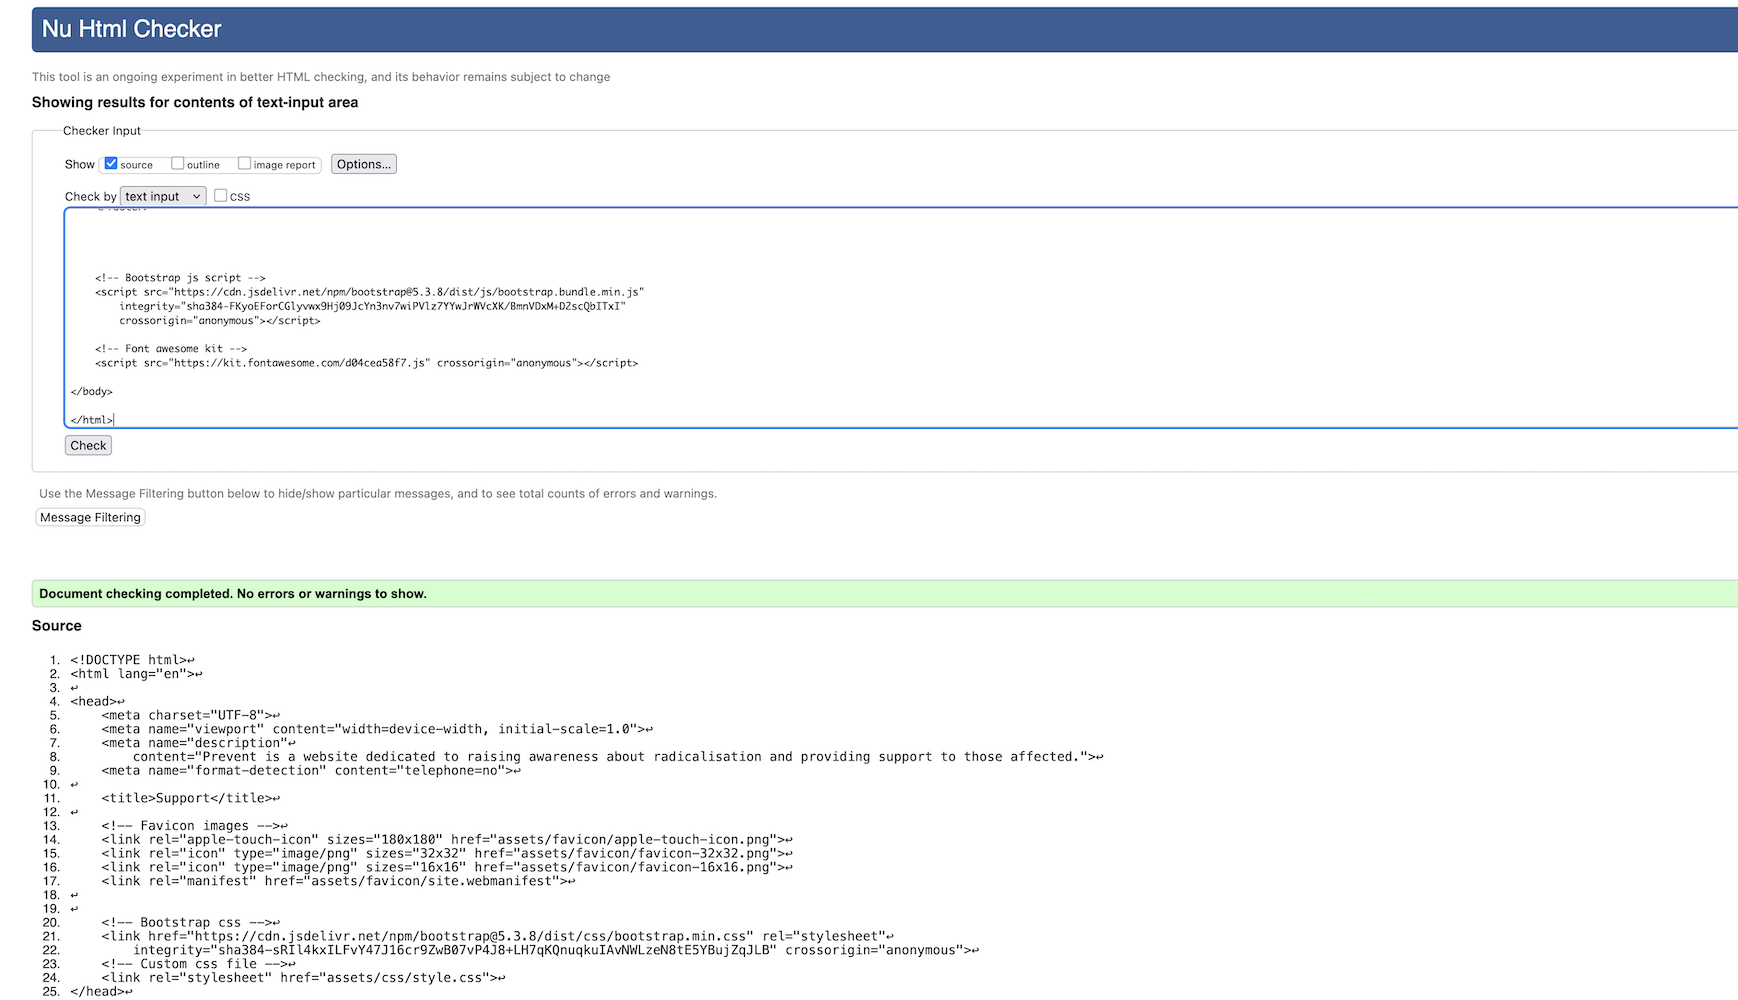 Nu Html Checker
This tool is an ongoing experiment in better HTML checking, and its behavior remains subject to change
Showing results for contents of text-input area
Checker Input
Show source outline image report Options...
Check by text input CSS
<!-- Bootstrap js script -->
<script src="https://cdn.jsdelivr.net/npm/bootstrap@5.3.8/dist/js/bootstrap.bundle.min.js"
integrity="sha384-FKyoEForCGlyvwx9Hj09JcYn3nv7wiPVlz7YYwJrWVcXK/BmnVDxM+D2scQbITxI"
crossorigin="anonymous"></script>
<!-- Font awesome kit -->
<script src="https://kit.fontawesome.com/d04cea58f7.js" crossorigin="anonymous"></script>
</body>
</html>
Check
Use the Message Filtering button below to hide/show particular messages, and to see total counts of errors and warnings.
Message Filtering
Document checking completed. No errors or warnings to show.
Source
1. <!DOCTYPE html>↩
2. <html lang="en">↩
3. ↩
4. <head>↩
5. <meta charset="UTF-8">↩
6. <meta name="viewport" content="width=device-width, initial-scale=1.0">↩
7. <meta name="description"↩
8. content="Prevent is a website dedicated to raising awareness about radicalisation and providing support to those affected.">↩
9. <meta name="format-detection" content="telephone=no">↩
10. ↩
11. <title>Support</title>↩
12. ↩
13. <!-- Favicon images -->↩
14. <link rel="apple-touch-icon" sizes="180x180" href="assets/favicon/apple-touch-icon.png">↩
15. <link rel="icon" type="image/png" sizes="32x32" href="assets/favicon/favicon-32x32.png">↩
16. <link rel="icon" type="image/png" sizes="16x16" href="assets/favicon/favicon-16x16.png">↩
17. <link rel="manifest" href="assets/favicon/site.webmanifest">↩
18. ↩
19. ↩
20. <!-- Bootstrap css -->↩
21. <link href="https://cdn.jsdelivr.net/npm/bootstrap@5.3.8/dist/css/bootstrap.min.css" rel="stylesheet"↩
22. integrity="sha384-sRIl4kxILFvY47J16cr9ZwB07vP4J8+LH7qKQnuqkuIAvNWLzeN8tE5YBujZqJLB" crossorigin="anonymous">↩
23. <!-- Custom css file -->↩
24. <link rel="stylesheet" href="assets/css/style.css">↩
25. </head>↩